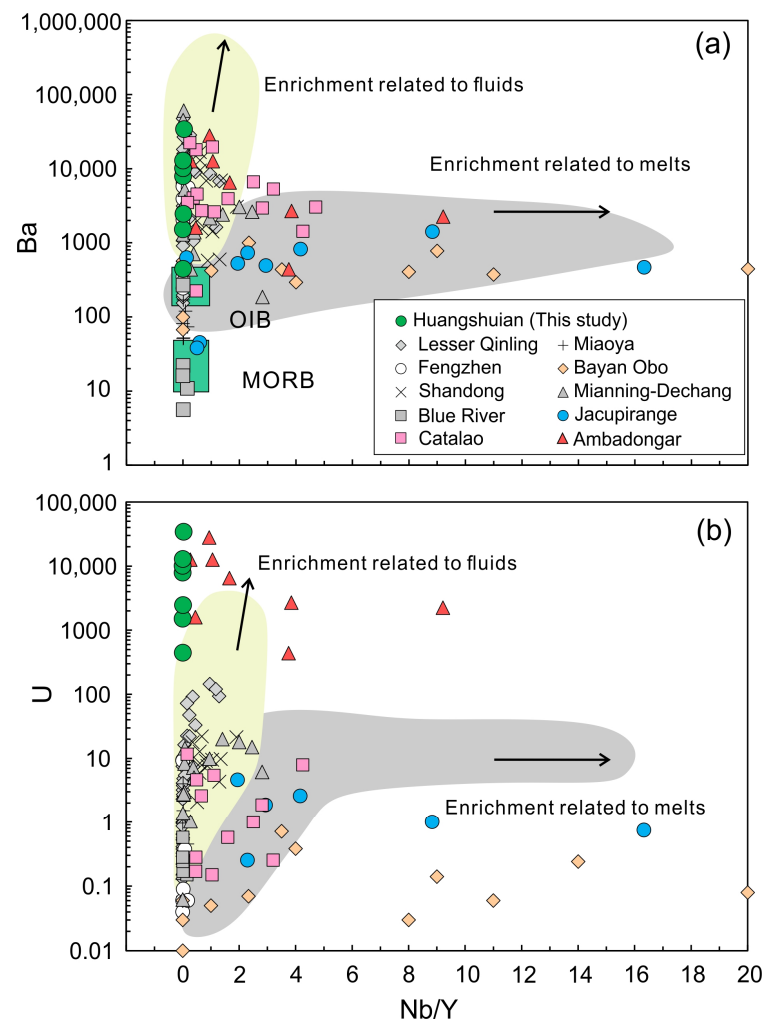 (a)
1,000,000
100,000
10,000
1000
100
10
1
Ba
Enrichment related to fluids
Enrichment related to melts
OIB
MORB
Huangshuian (This study)
Lesser Qinling
Miaoya
Fengzhen
Bayan Obo
Shandong
Mianning-Dechang
Blue River
Jacupirange
Catalao
Ambadongar
(b)
100,000
10,000
1000
100
10
1
0.1
0.01
U
Enrichment related to fluids
Enrichment related to melts
0 2 4 6 8 10 12 14 16 18 20
Nb/Y